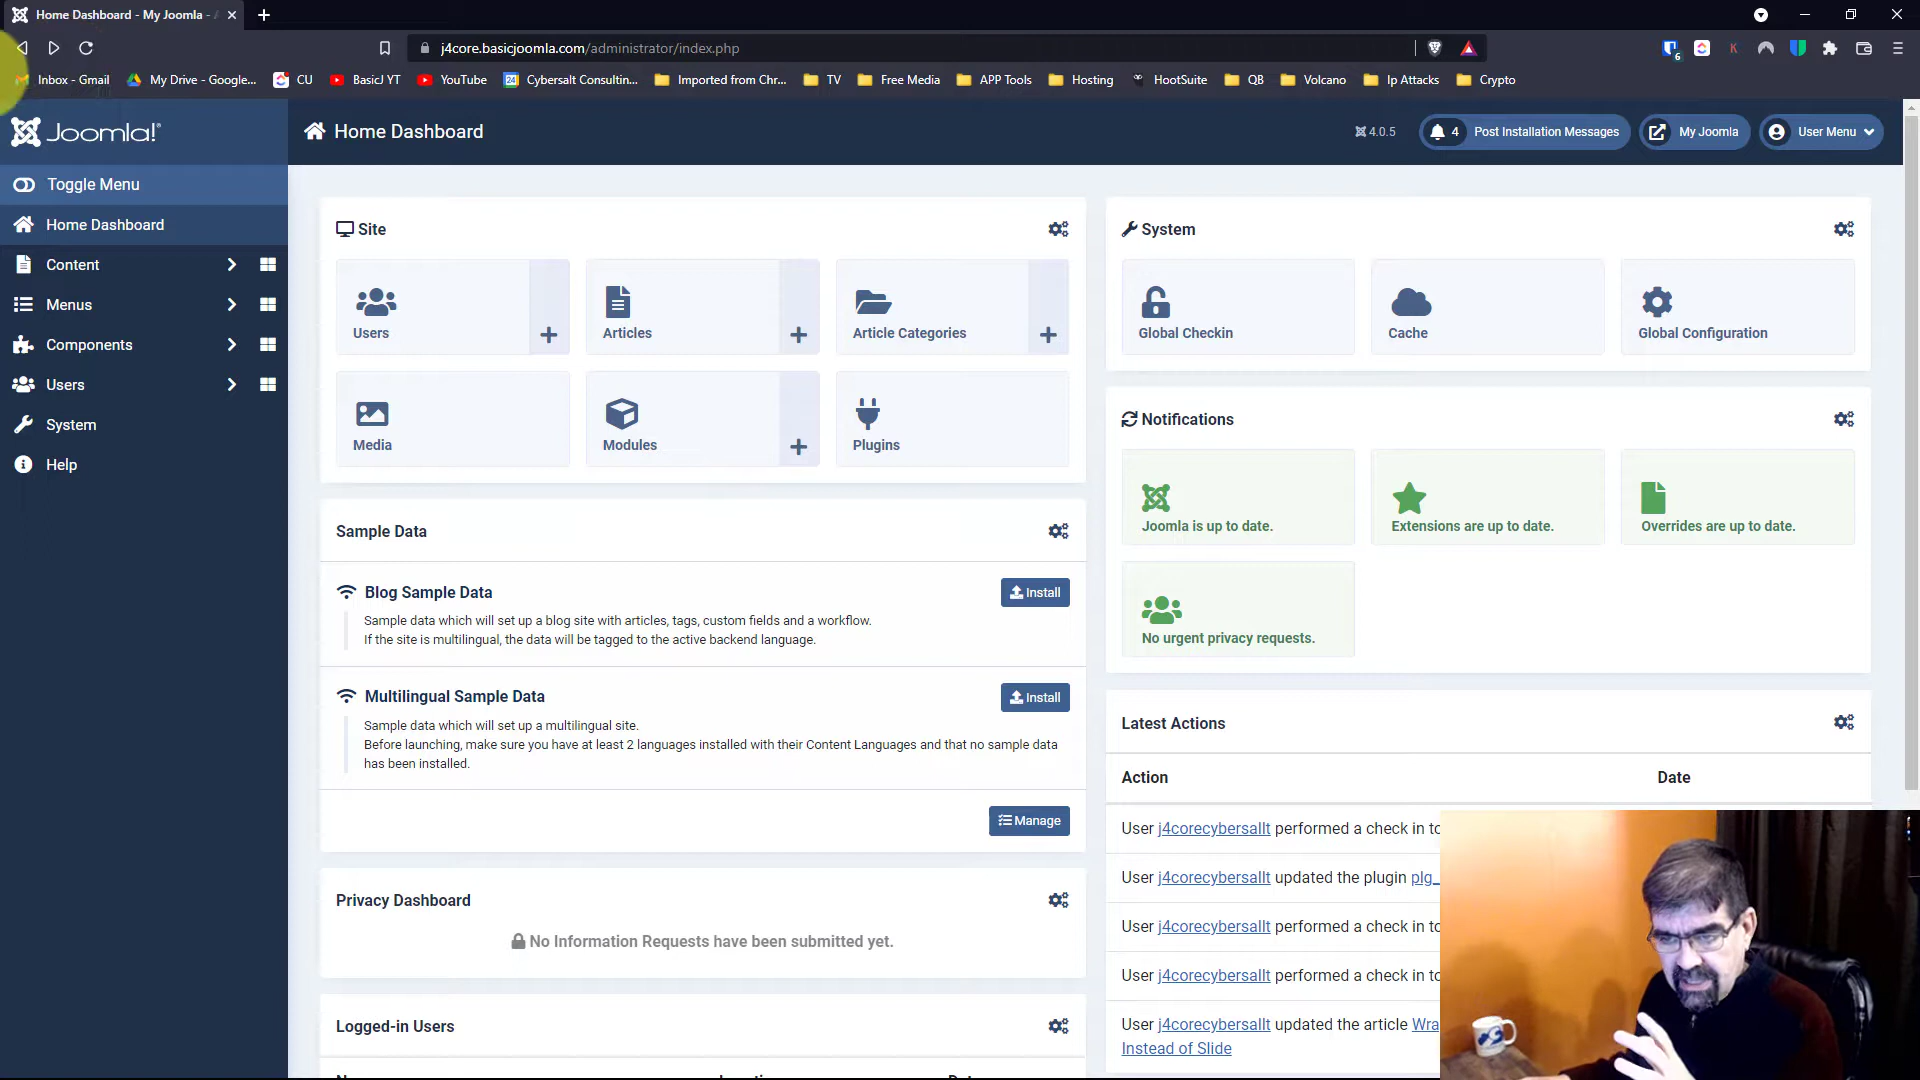 Home Dashboard - My Joomla -
j4core.basicjoomla.com/administrator/index.php
6
Inbox - Gmail
My Drive - Google...
CU
BasicJ YT
YouTube
Cybersalt Consultin...
Imported from Chr...
TV
Free Media
APP Tools
Hosting
HootSuite
QB
Volcano
Ip Attacks
Crypto
Joomla!
Home Dashboard
4.0.5
4 Post Installation Messages
My Joomla
User Menu
Toggle Menu
Home Dashboard
Content
Menus
Components
Users
System
Help
Site
Users
Articles
Article Categories
Media
Modules
Plugins
Sample Data
Blog Sample Data
Install
Sample data which will set up a blog site with articles, tags, custom fields and a workflow.
If the site is multilingual, the data will be tagged to the active backend language.
Multilingual Sample Data
Install
Sample data which will set up a multilingual site.
Before launching, make sure you have at least 2 languages installed with their Content Languages and that no sample data
has been installed.
Manage
Privacy Dashboard
No Information Requests have been submitted yet.
Logged-in Users
System
Global Checkin
Cache
Global Configuration
Notifications
Joomla is up to date.
Extensions are up to date.
Overrides are up to date.
No urgent privacy requests.
Latest Actions
Action
Date
User j4corecybersallt performed a check in to
User j4corecybersallt updated the plugin plg_
User j4corecybersallt performed a check in to
User j4corecybersallt performed a check in to
User j4corecybersallt updated the article Wra
Instead of Slide